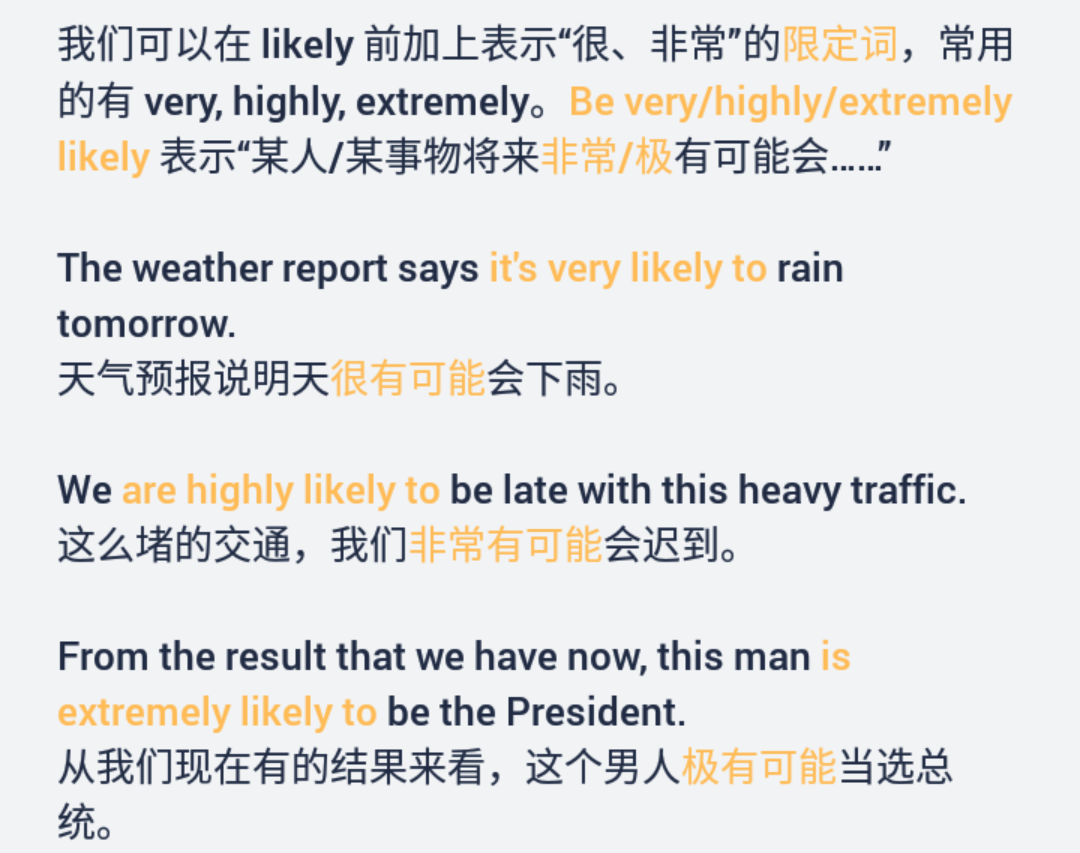 我们可以在 likely 前加上表示“很、非常”的限定词，常用
的有 very, highly, extremely。Be very/highly/extremely
likely 表示“某人/某事物将来非常/极有可能会……”
The weather report says it's very likely to rain
tomorrow.
天气预报说明天很有可能会下雨。
We are highly likely to be late with this heavy traffic.
这么堵的交通，我们非常有可能会迟到。
From the result that we have now, this man is
extremely likely to be the President.
从我们现在有的结果来看，这个男人极有可能当选总
统。